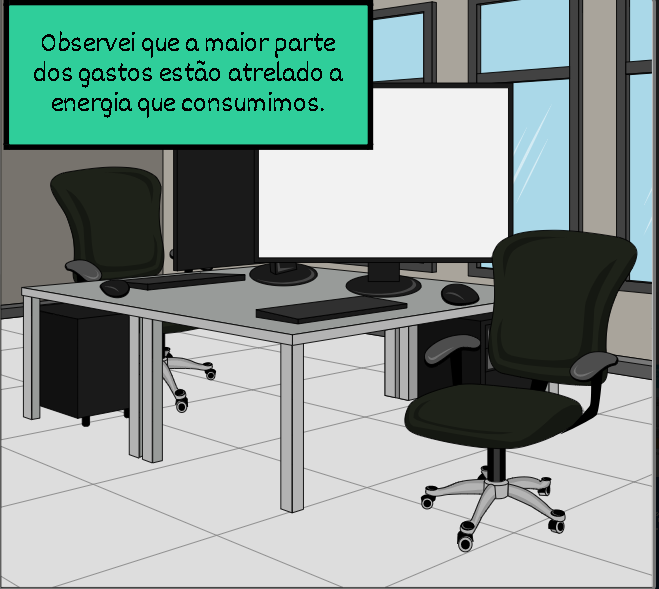 Observei que a maior parte
dos gastos estão atrelado a
energia que consumimos.